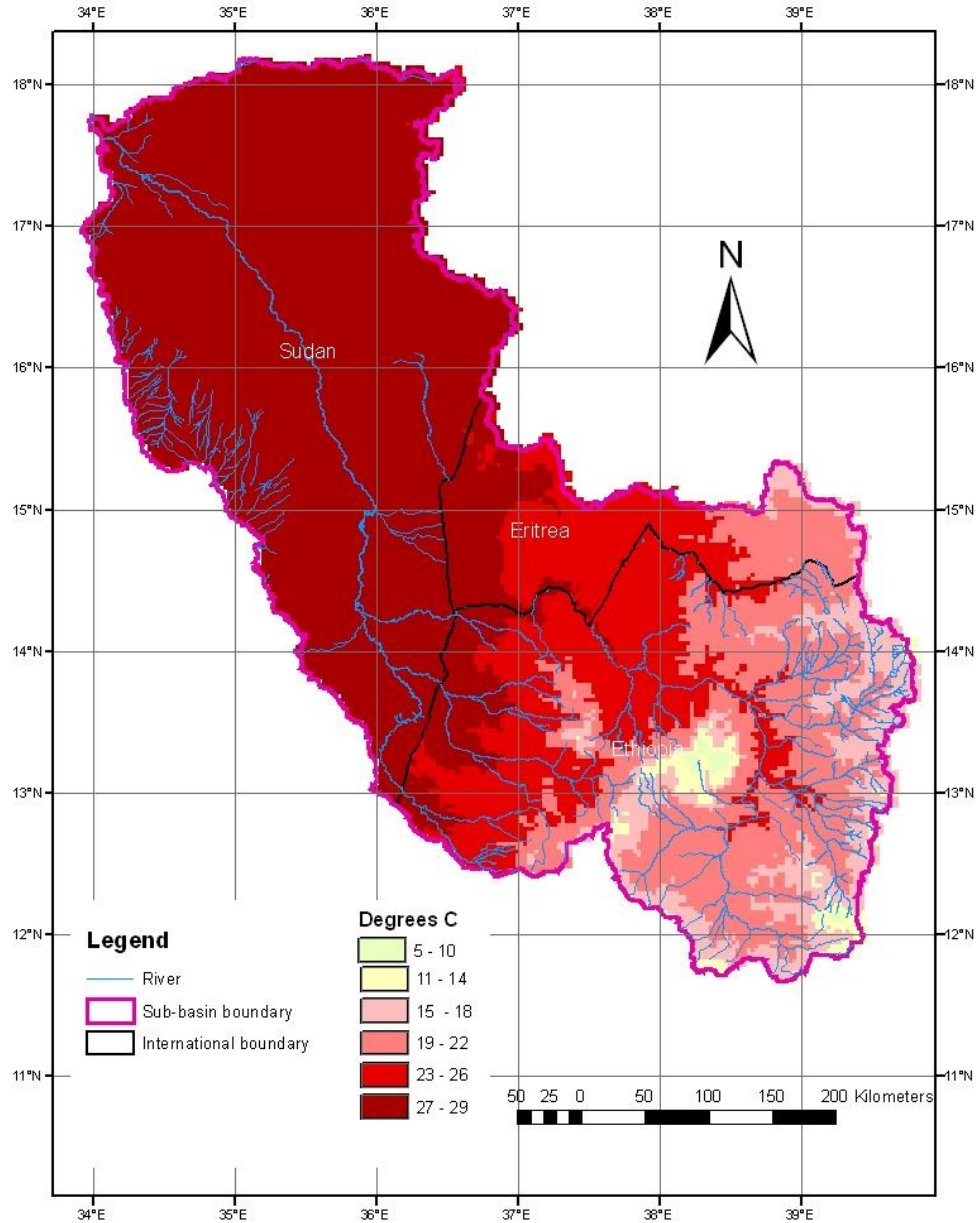 34°E 35°E 36°E 37°E 38°E 39°E
18°N 18°N
17°N 17°N
N
Sudan
16°N 16°N
15°N 15°N
Eritrea
14°N 14°N
Ethiopia
13°N 13°N
12°N 12°N
Legend
River
Sub-basin boundary
International boundary
Degrees C
5 - 10
11 - 14
15 - 18
19 - 22
23 - 26
27 - 29
11°N 11°N
50 25 0 50 100 150 200 Kilometers
34°E 35°E 36°E 37°E 38°E 39°E